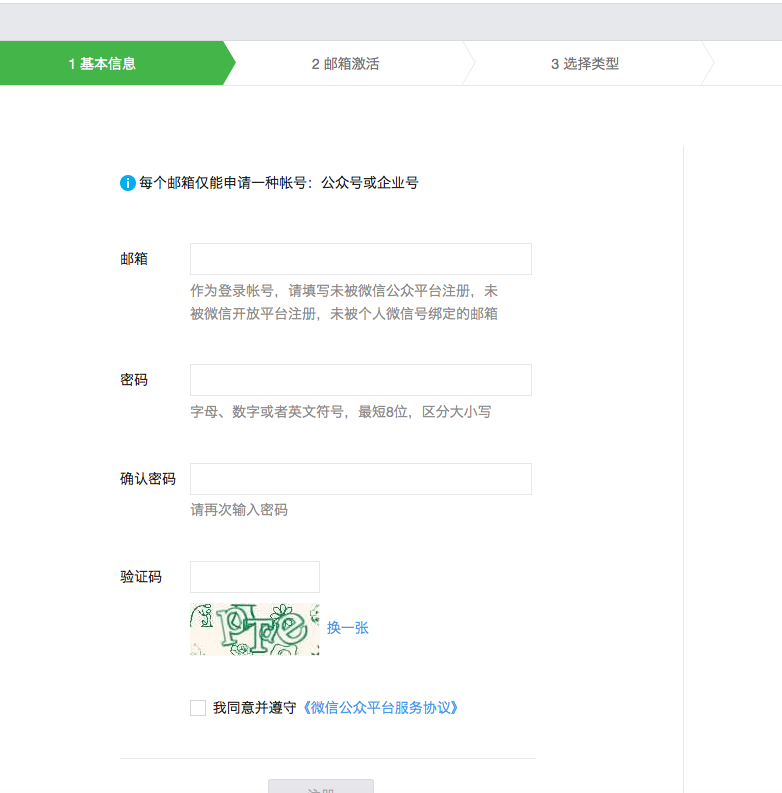 1 基本信息
2 邮箱激活
3 选择类型
每个邮箱仅能申请一种帐号：公众号或企业号
邮箱
作为登录帐号，请填写未被微信公众平台注册，未
被微信开放平台注册，未被个人微信号绑定的邮箱
密码
字母、数字或者英文符号，最短8位，区分大小写
确认密码
请再次输入密码
验证码
换一张
我同意并遵守《微信公众平台服务协议》